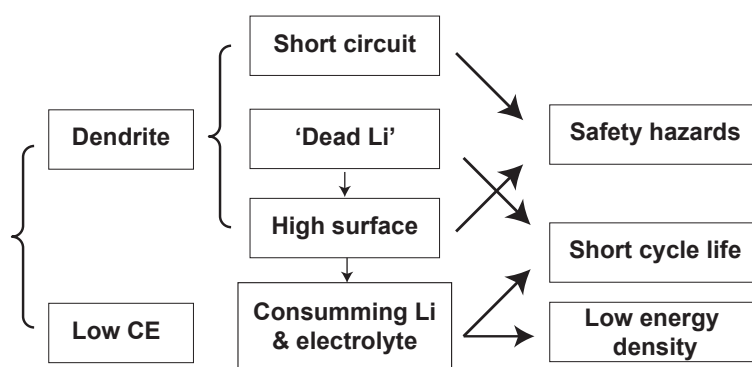 Short circuit
Dendrite
‘Dead Li’
Safety hazards
High surface
Short cycle life
Low CE
Consumming Li
& electrolyte
Low energy
density